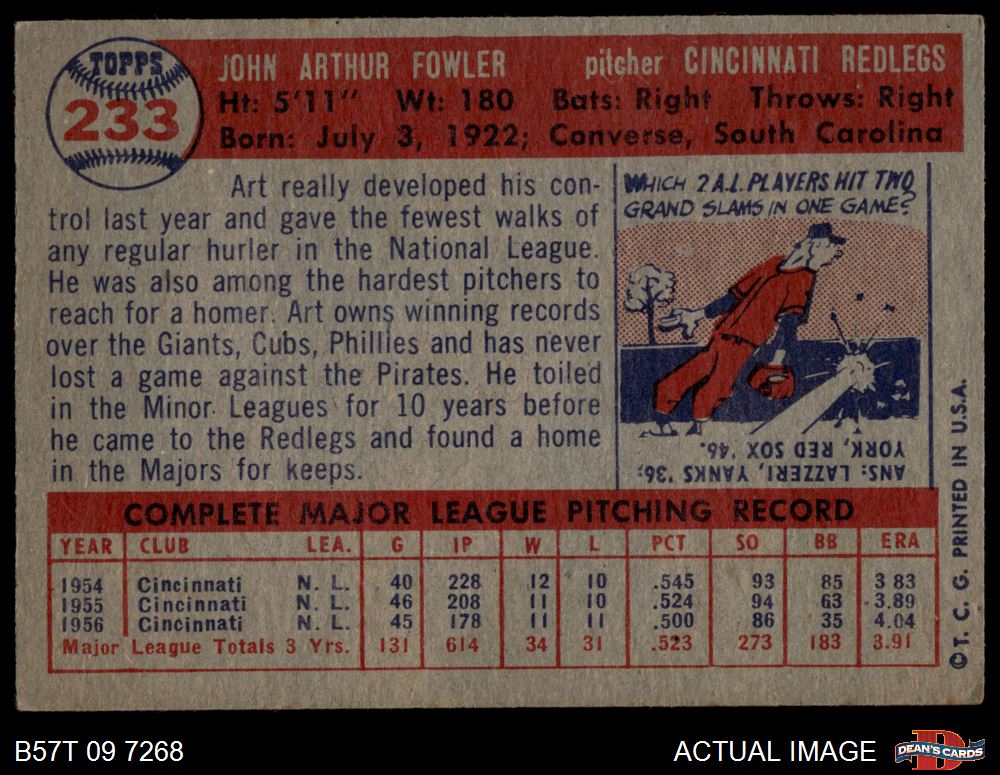 TOPPS
233
JOHN ARTHUR FOWLER pitcher CINCINNATI REDLEGS
Ht: 5'11" Wt: 180 Bats: Right Throws: Right
Born: July 3, 1922; Converse, South Carolina
Art really developed his con-
trol last year and gave the fewest walks of
any regular hurler in the National League.
He was also among the hardest pitchers to
reach for a homer. Art owns winning records
over the Giants, Cubs, Phillies and has never
lost a game against the Pirates. He toiled
in the Minor Leagues for 10 years before
he came to the Redlegs and found a home
in the Majors for keeps.
WHICH 2 A.L. PLAYERS HIT TWO
GRAND SLAMS IN ONE GAME?
ANS: LAZZERI, YANKS '36;
YORK, RED SOX '46.
COMPLETE MAJOR LEAGUE PITCHING RECORD
YEAR CLUB LEA. G IP W L PCT SO BB ERA
1954 Cincinnati N. L. 40 228 12 10 .545 93 85 3 83
1955 Cincinnati N. L. 46 208 11 10 .524 94 63 3.89
1956 Cincinnati N. L. 45 178 11 11 .500 86 35 4.04
Major League Totals 3 Yrs. 131 614 34 31 .523 273 183 3.91
©T. C. G. PRINTED IN U.S.A.
B57T 09 7268
ACTUAL IMAGE
D
DEAN'S CARDS